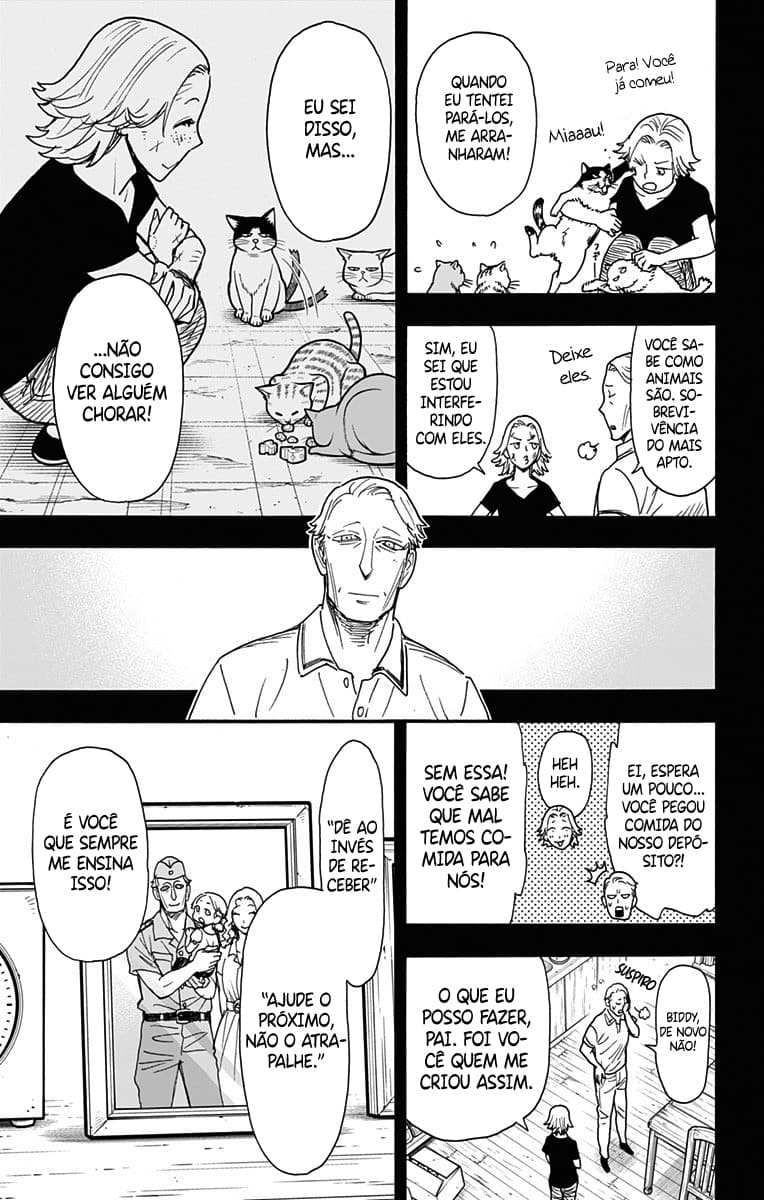 Para! Você
já comeu!
QUANDO
EU TENTEI
PARÁ-LOS,
ME ARRA-
NHARAM!
Miaaau!
VOCÊ SA-
BE COMO
ANIMAIS
SÃO. SO-
BREVI-
VÊNCIA
DO MAIS
APTO.
Deixe
eles.
SIM, EU
SEI QUE
ESTOU
INTERFE-
RINDO
COM ELES.
EU SEI
DISSO,
MAS...
...NÃO
CONSIGO
VER ALGUÉM
CHORAR!
EI, ESPERA
UM POUCO...
VOCÊ PEGOU
COMIDA DO
NOSSO DEPÓ-
SITO?!
HEH
HEH.
SEM ESSA!
VOCÊ SABE
QUE MAL
TEMOS CO-
MIDA PARA
NÓS!
SUSPIRO
BIDDY,
DE NOVO
NÃO!
O QUE EU
POSSO FAZER,
PAI. FOI VO-
CÊ QUEM ME
CRIOU ASSIM.
“DÊ AO
INVÉS
DE RE-
CEBER”
“AJUDE O
PRÓXIMO,
NÃO O ATRA-
PALHE.”
É VOCÊ
QUE SEMPRE
ME ENSINA
ISSO!